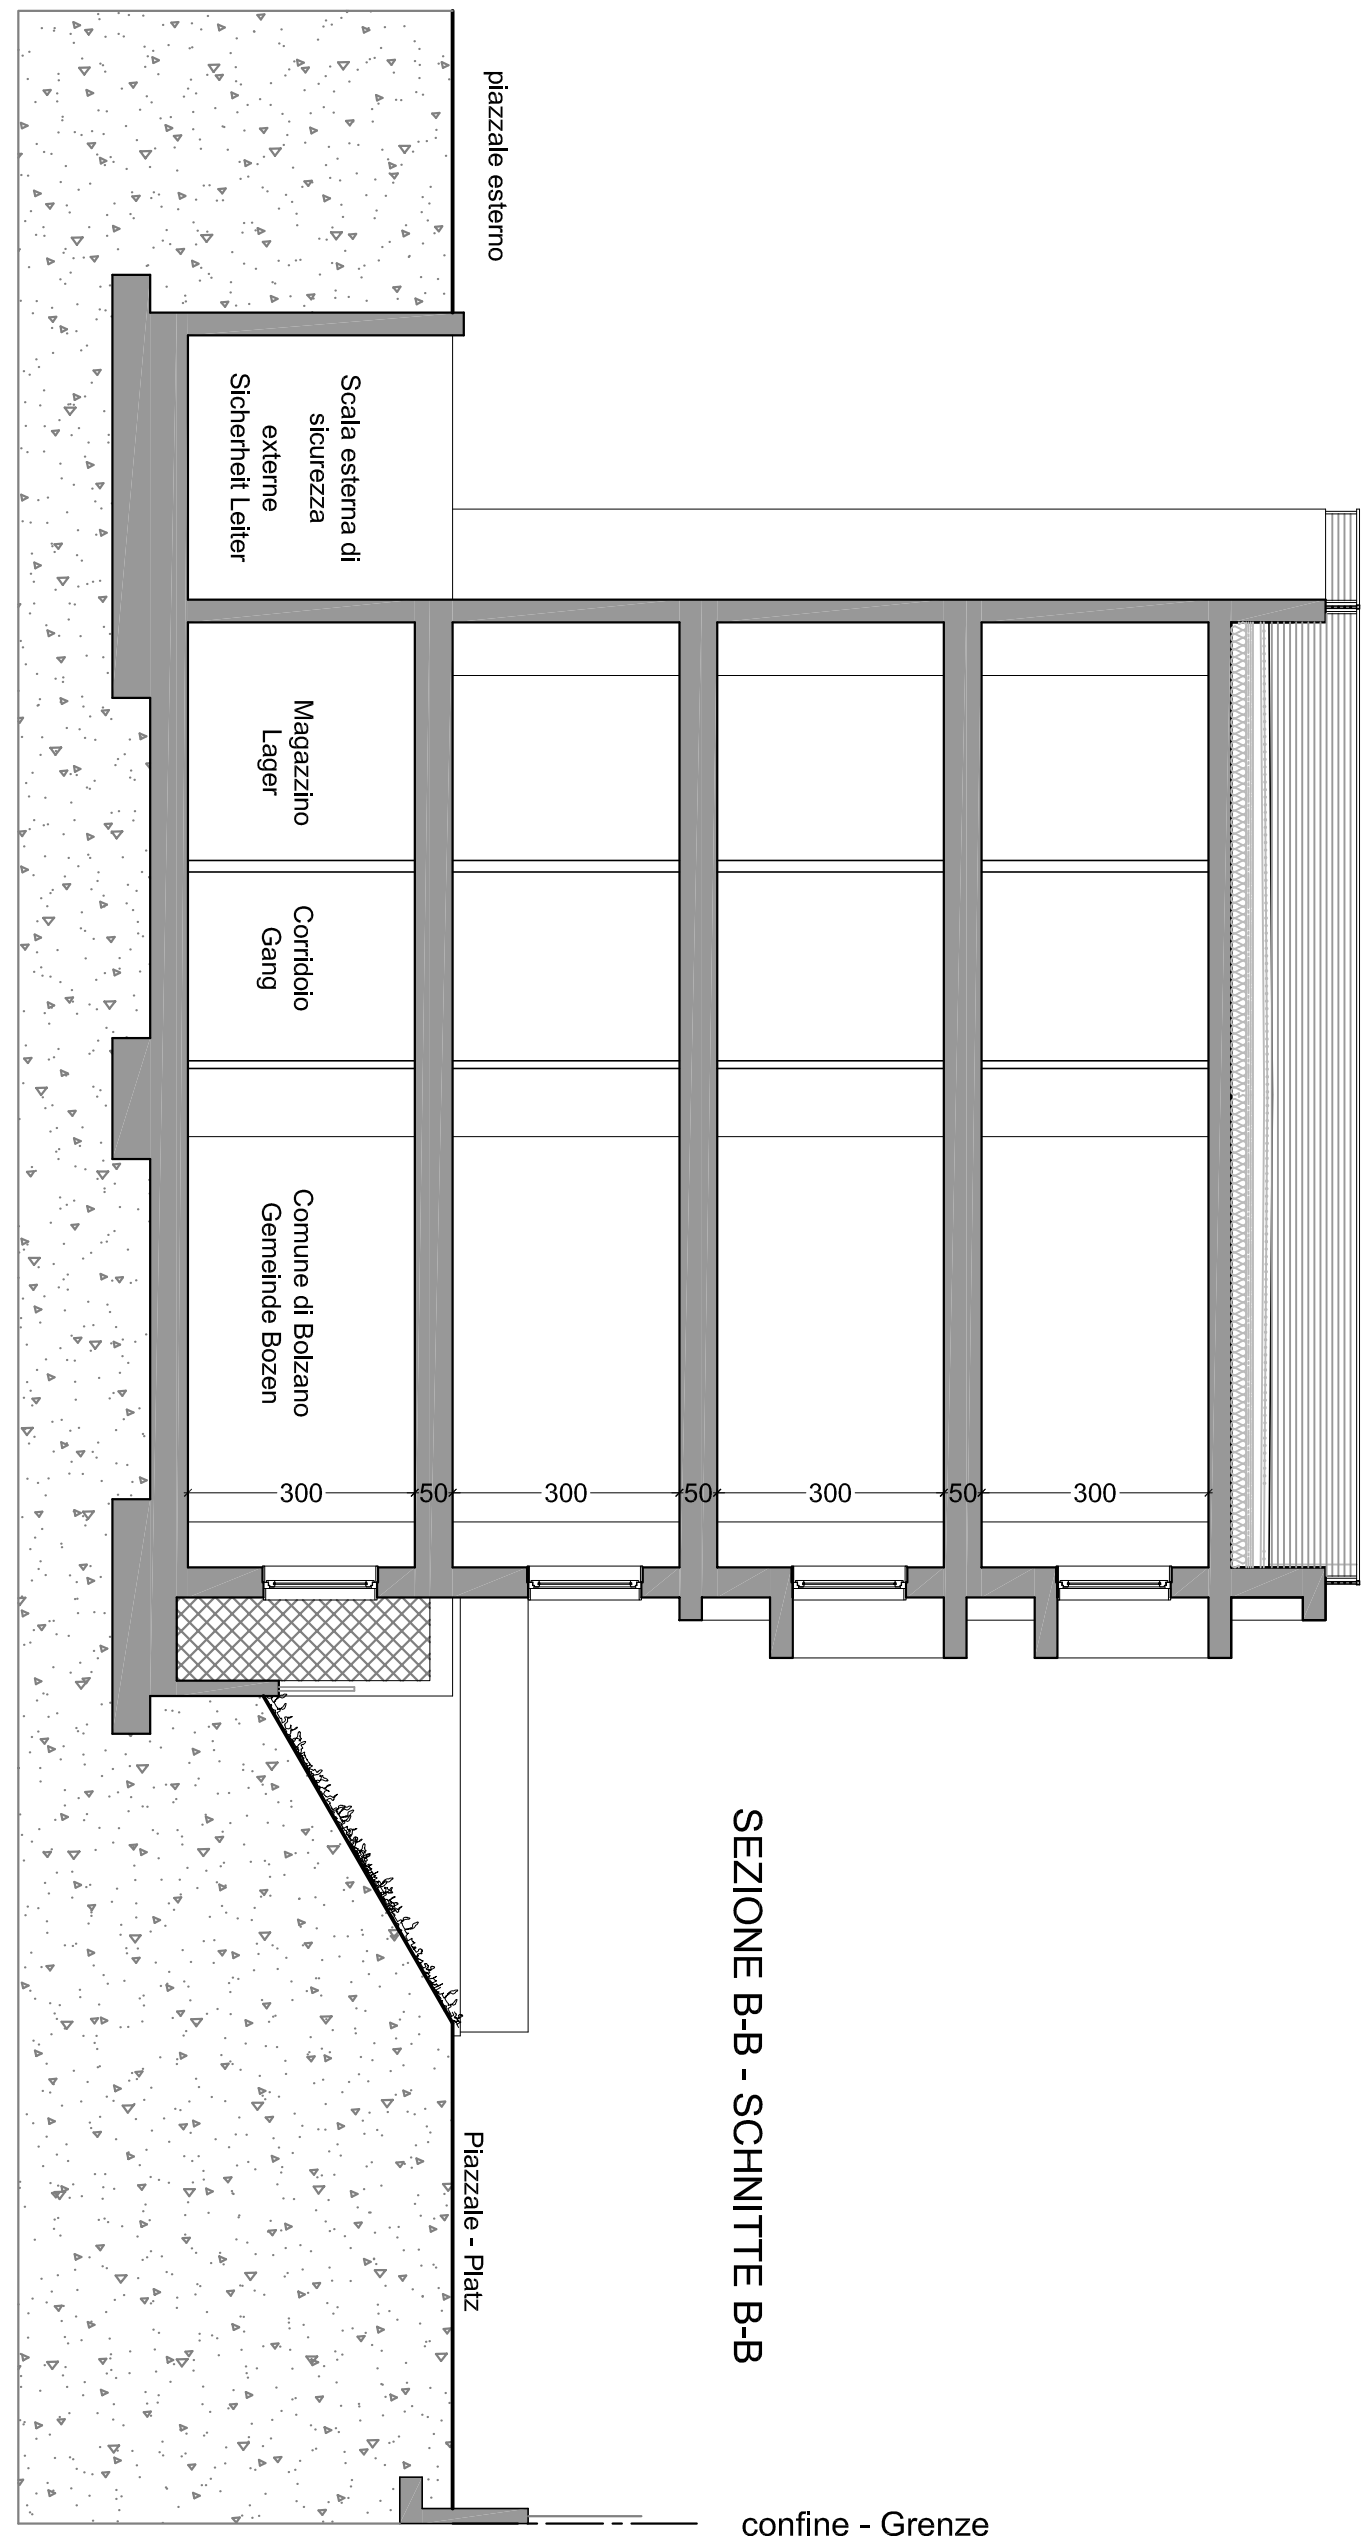 piazzale esterno
Scala esterna di
sicurezza
externe
Sicherheit Leiter
Magazzino
Lager
Corridoio
Gang
Comune di Bolzano
Gemeinde Bozen
300
50
300
50
300
50
300
SEZIONE B-B - SCHNITTE B-B
Piazzale - Platz
confine - Grenze